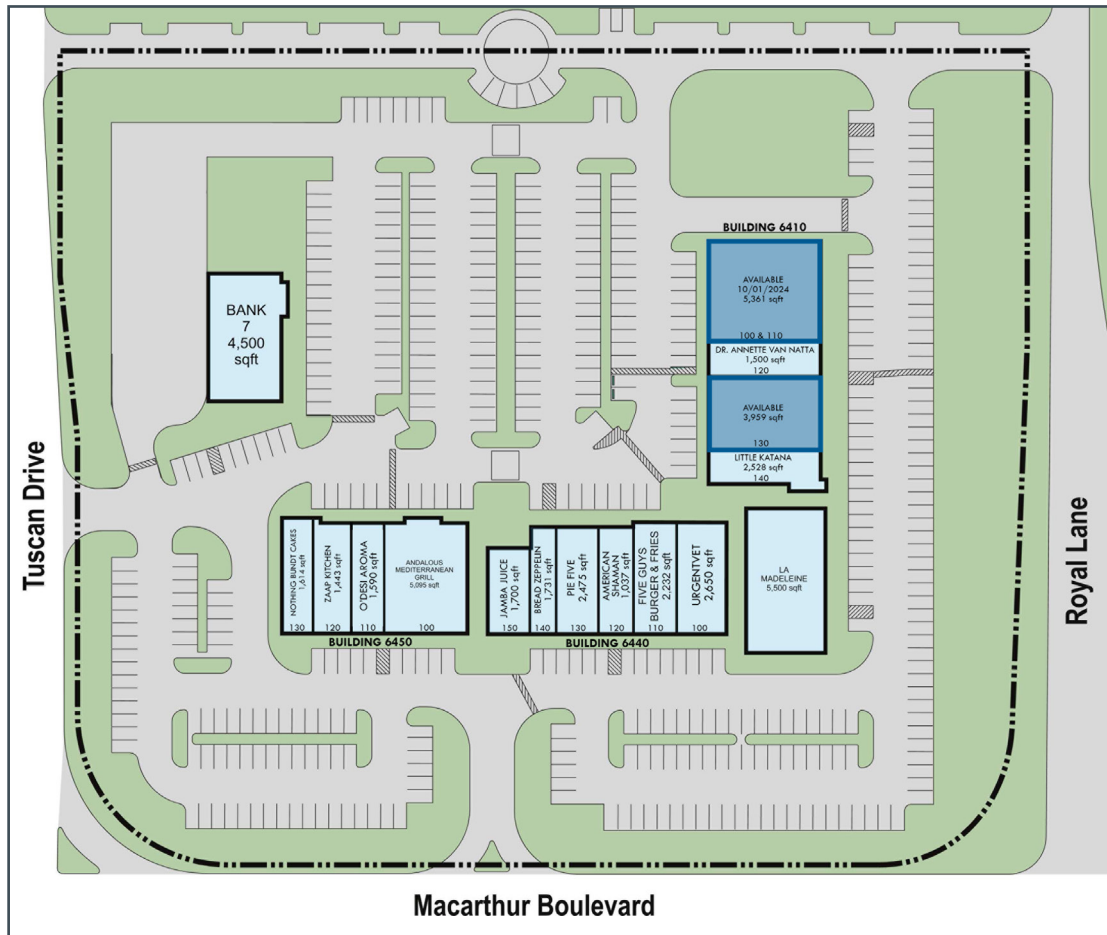 BUILDING 6410
AVAILABLE
10/01/2024
5,361 sqft
100 & 110
DR. ANNETTE VAN NATTA
1,500 sqft
120
AVAILABLE
3,959 sqft
130
LITTLE KATANA
2,528 sqft
140
BANK
7
4,500
sqft
Tuscan Drive
Royal Lane
NOTHING BUNDT CAKES
1,614 sqft
130
ZAAP KITCHEN
1,443 sqft
120
O'DESI AROMA
1,590 sqft
110
ANDALOUS
MEDITERRANEAN
GRILL
5,095 sqft
100
BUILDING 6450
JAMBA JUICE
1,700 sqft
150
BREAD ZEPPELIN
1,731 sqft
140
PIE FIVE
2,475 sqft
130
AMERICAN
SHAMAN
1,037 sqft
120
FIVE GUYS
BURGER & FRIES
2,232 sqft
110
URGENTVET
2,650 sqft
100
BUILDING 6440
LA
MADELEINE
5,500 sqft
Macarthur Boulevard